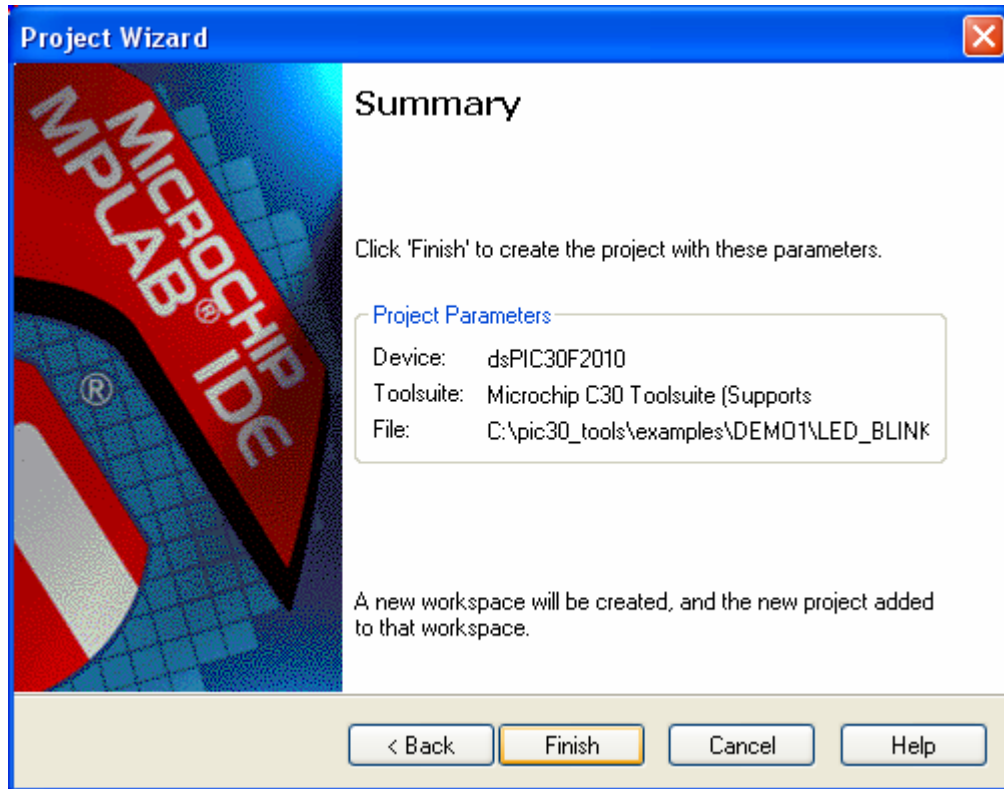 Project Wizard
MICROCHIP
MPLAB® IDE
®
Summary
Click 'Finish' to create the project with these parameters.
Project Parameters
Device: dsPIC30F2010
Toolsuite: Microchip C30 Toolsuite (Supports
File: C:\pic30_tools\examples\DEMO1\LED_BLINK
A new workspace will be created, and the new project added
to that workspace.
< Back Finish Cancel Help